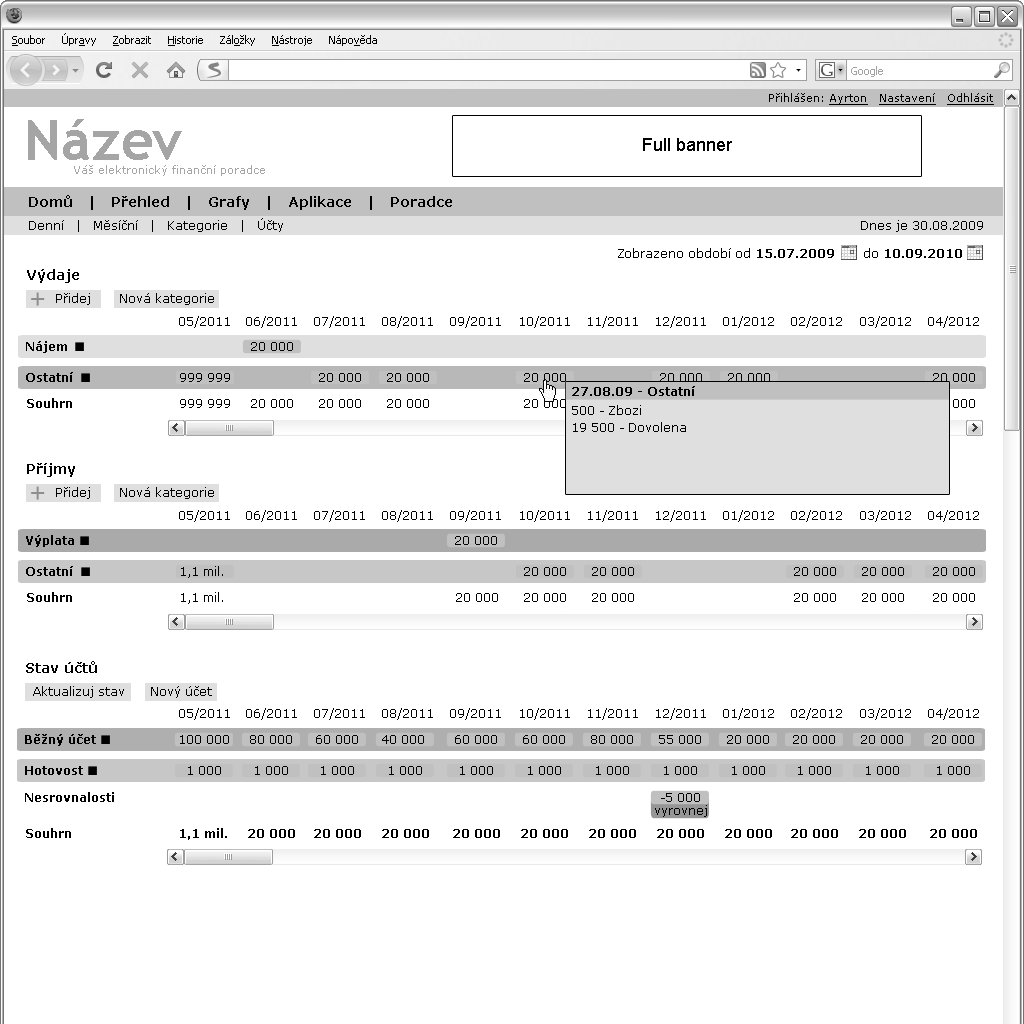 Soubor Úpravy Zobrazit Historie Záložky Nástroje Nápověda
S G Google
Přihlášen: Ayrton Nastavení Odhlásit
Název
Váš elektronický finanční poradce
Full banner
Domů | Přehled | Grafy | Aplikace | Poradce
Denní | Měsíční | Kategorie | Účty Dnes je 30.08.2009
Zobrazeno období od 15.07.2009 do 10.09.2010
Výdaje
+ Přidej Nová kategorie
05/2011 06/2011 07/2011 08/2011 09/2011 10/2011 11/2011 12/2011 01/2012 02/2012 03/2012 04/2012
Nájem 20 000
Ostatní 999 999 20 000 20 000 20 000 20 000 20 000 20 000
27.08.09 - Ostatní
Souhrn 999 999 20 000 20 000 20 000 20 000 000
500 - Zbozi
19 500 - Dovolena
Příjmy
+ Přidej Nová kategorie
05/2011 06/2011 07/2011 08/2011 09/2011 10/2011 11/2011 12/2011 01/2012 02/2012 03/2012 04/2012
Výplata 20 000
Ostatní 1,1 mil. 20 000 20 000 20 000 20 000 20 000
Souhrn 1,1 mil. 20 000 20 000 20 000 20 000 20 000 20 000
Stav účtů
Aktualizuj stav Nový účet
05/2011 06/2011 07/2011 08/2011 09/2011 10/2011 11/2011 12/2011 01/2012 02/2012 03/2012 04/2012
Běžný účet 100 000 80 000 60 000 40 000 60 000 60 000 80 000 55 000 20 000 20 000 20 000 20 000
Hotovost 1 000 1 000 1 000 1 000 1 000 1 000 1 000 1 000 1 000 1 000 1 000 1 000
Nesrovnalosti -5 000
vyrovnej
Souhrn 1,1 mil. 20 000 20 000 20 000 20 000 20 000 20 000 20 000 20 000 20 000 20 000 20 000